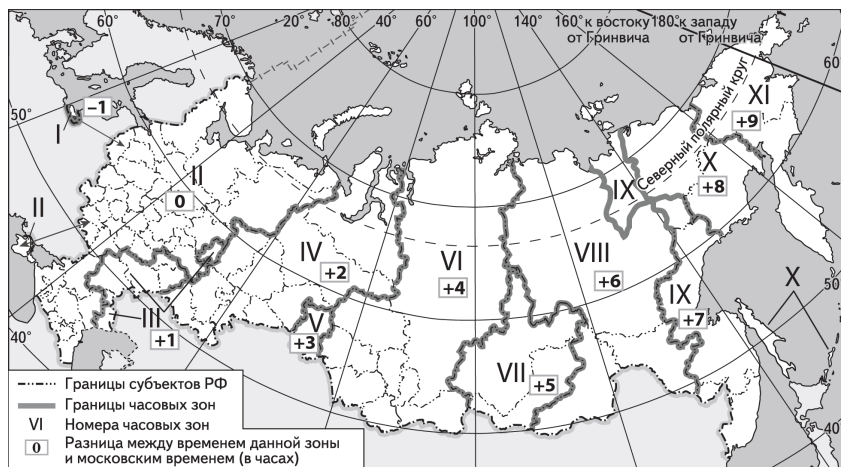 60° 70° 20° 80° 40° 60° 100° 140° 160° к востоку 180° к западу
от Гринвича от Гринвича
60°
50°
–1
I
II
0
II
IV
+2
III
+1
V
+3
VI
+4
VII
+5
VIII
+6
IX
IX
+7
Северный полярный круг
X
+8
XI
+9
X
50
40°
40
Границы субъектов РФ
Границы часовых зон
VI Номера часовых зон
0 Разница между временем данной зоны
и московским временем (в часах)